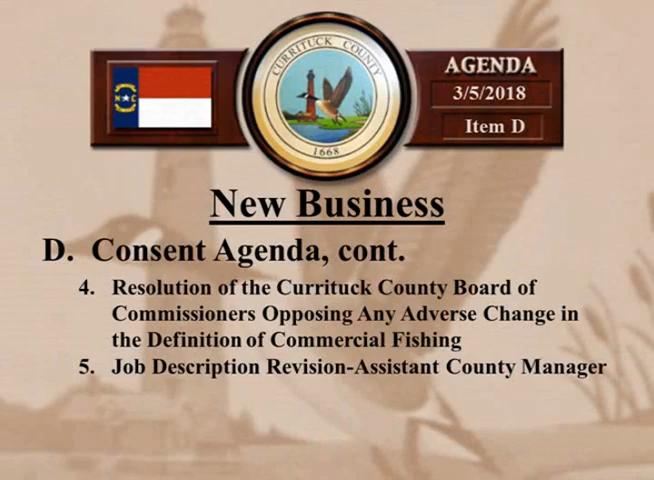 CURRITUCK COUNTY
1668
N C
AGENDA
3/5/2018
Item D
New Business
D. Consent Agenda, cont.
4. Resolution of the Currituck County Board of
Commissioners Opposing Any Adverse Change in
the Definition of Commercial Fishing
5. Job Description Revision-Assistant County Manager